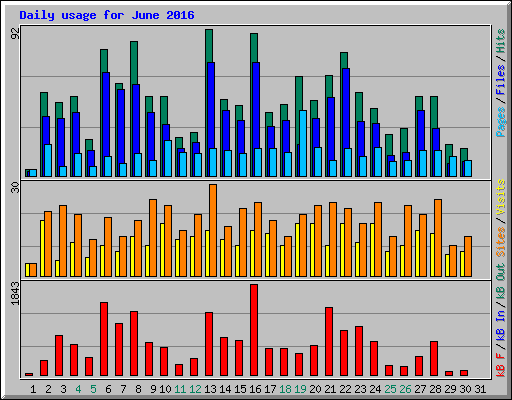 Daily usage for June 2016
92
Pages / Files / Hits
30
Sites / Visits
1843
kB F / kB In / kB Out
1 2 3 4 5 6 7 8 9 10 11 12 13 14 15 16 17 18 19 20 21 22 23 24 25 26 27 28 29 30 31